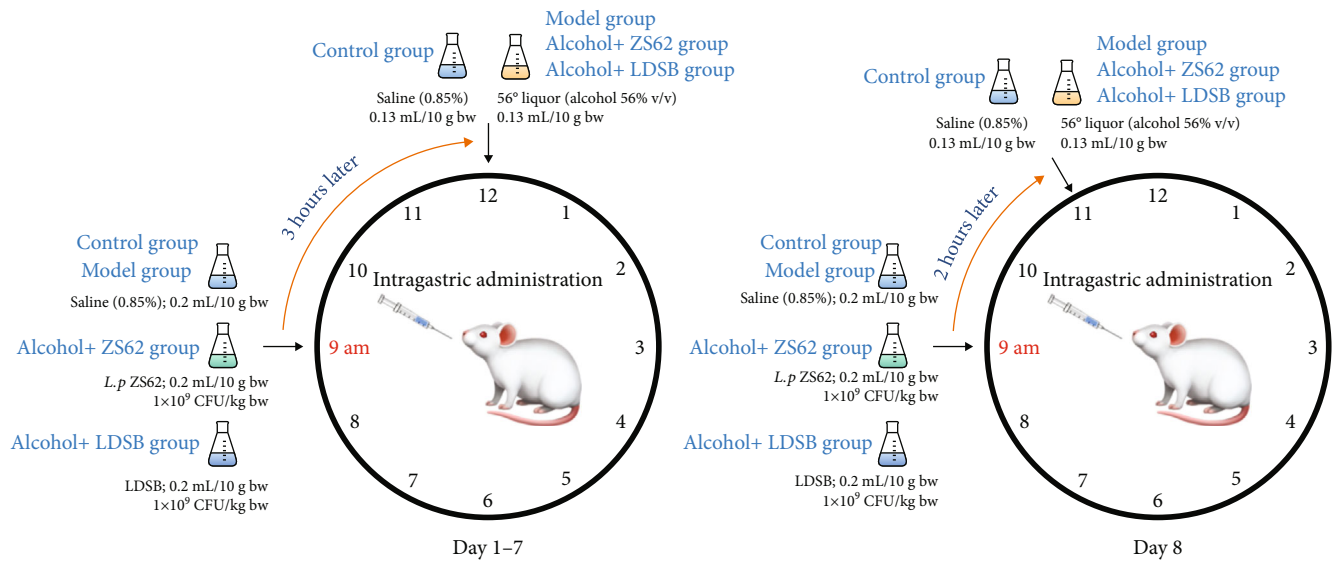 Control group
Model group
Alcohol+ ZS62 group
Alcohol+ LDSB group
Saline (0.85%)
0.13 mL/10 g bw
56° liquor (alcohol 56% v/v)
0.13 mL/10 g bw
3 hours later
Control group
Model group
Saline (0.85%); 0.2 mL/10 g bw
Alcohol+ ZS62 group
L.p ZS62; 0.2 mL/10 g bw
1×10⁹ CFU/kg bw
Alcohol+ LDSB group
LDSB; 0.2 mL/10 g bw
1×10⁹ CFU/kg bw
12
1
2
3
4
5
6
7
8
9 am
10
11
Intragastric administration
Day 1–7
Control group
Model group
Alcohol+ ZS62 group
Alcohol+ LDSB group
Saline (0.85%)
0.13 mL/10 g bw
56° liquor (alcohol 56% v/v)
0.13 mL/10 g bw
2 hours later
Control group
Model group
Saline (0.85%); 0.2 mL/10 g bw
Alcohol+ ZS62 group
L.p ZS62; 0.2 mL/10 g bw
1×10⁹ CFU/kg bw
Alcohol+ LDSB group
LDSB; 0.2 mL/10 g bw
1×10⁹ CFU/kg bw
12
1
2
3
4
5
6
7
8
9 am
10
11
Intragastric administration
Day 8